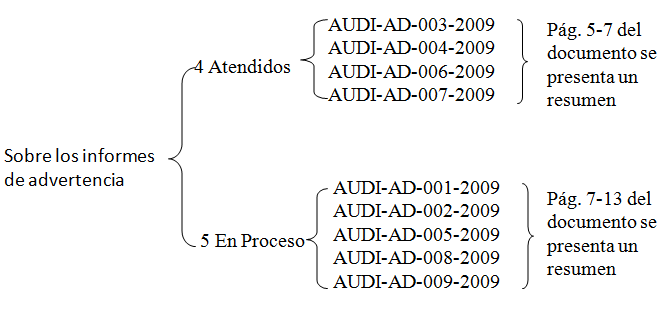 Sobre los informes
de advertencia
4 Atendidos
AUDI-AD-003-2009
AUDI-AD-004-2009
AUDI-AD-006-2009
AUDI-AD-007-2009
Pág. 5-7 del
documento se
presenta un
resumen
5 En Proceso
AUDI-AD-001-2009
AUDI-AD-002-2009
AUDI-AD-005-2009
AUDI-AD-008-2009
AUDI-AD-009-2009
Pág. 7-13 del
documento se
presenta un
resumen